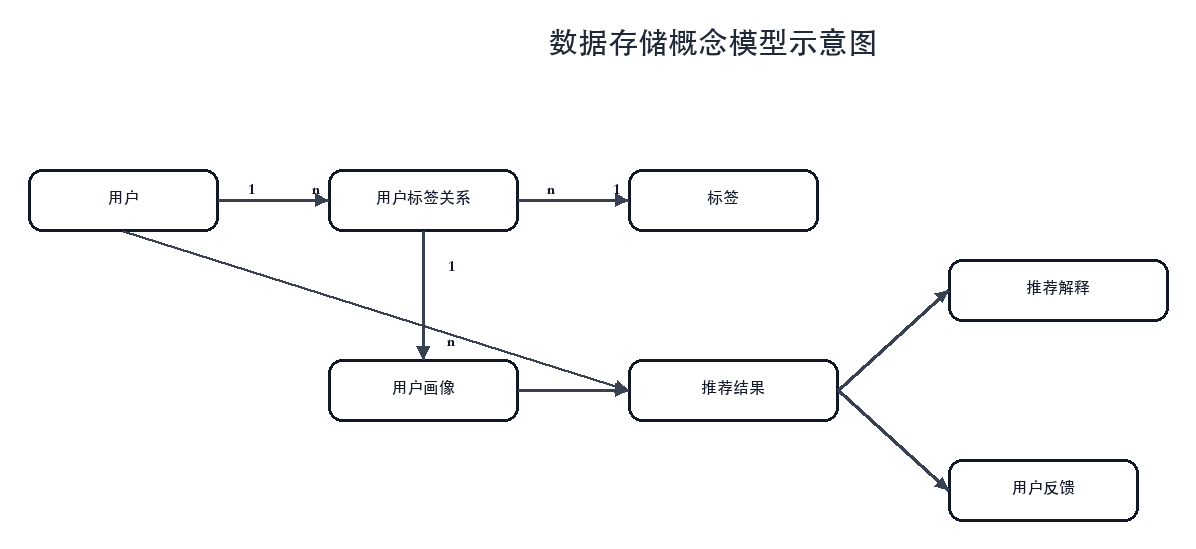 数据存储概念模型示意图
用户
1
n
用户标签关系
n
1
标签
1
推荐解释
n
用户画像
推荐结果
用户反馈